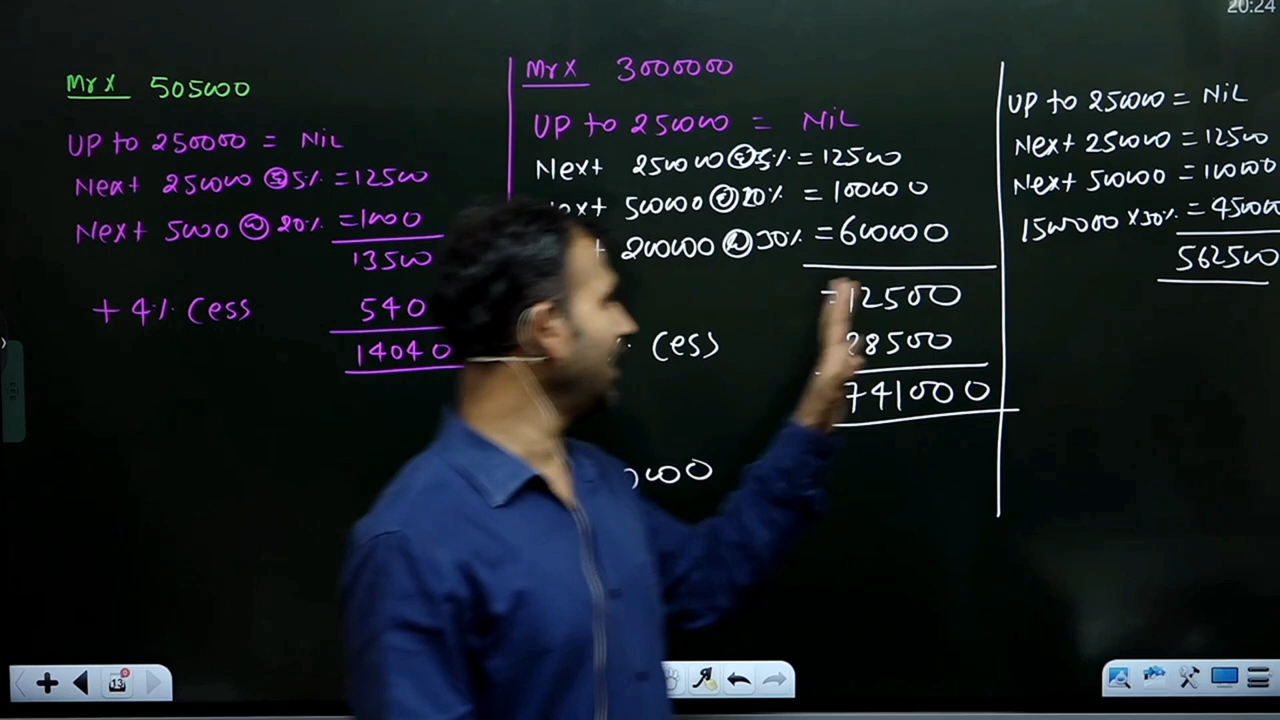 20:24
Mr X 505000
UP to 250000 = NiL
Next 250000 @ 5% = 12500
Next 5000 @ 20% = 1000
13500
+ 4% Cess 540
14040
Mr X 3000000
UP to 250000 = NiL
Next 250000 @ 5% = 12500
Next 500000 @ 20% = 100000
+ 2000000 @ 30% = 600000
= 12500
Cess 28500
741000
0000
UP to 250000 = NiL
Next 250000 = 12500
Next 500000 = 100000
1500000 x 30% = 450000
562500
13